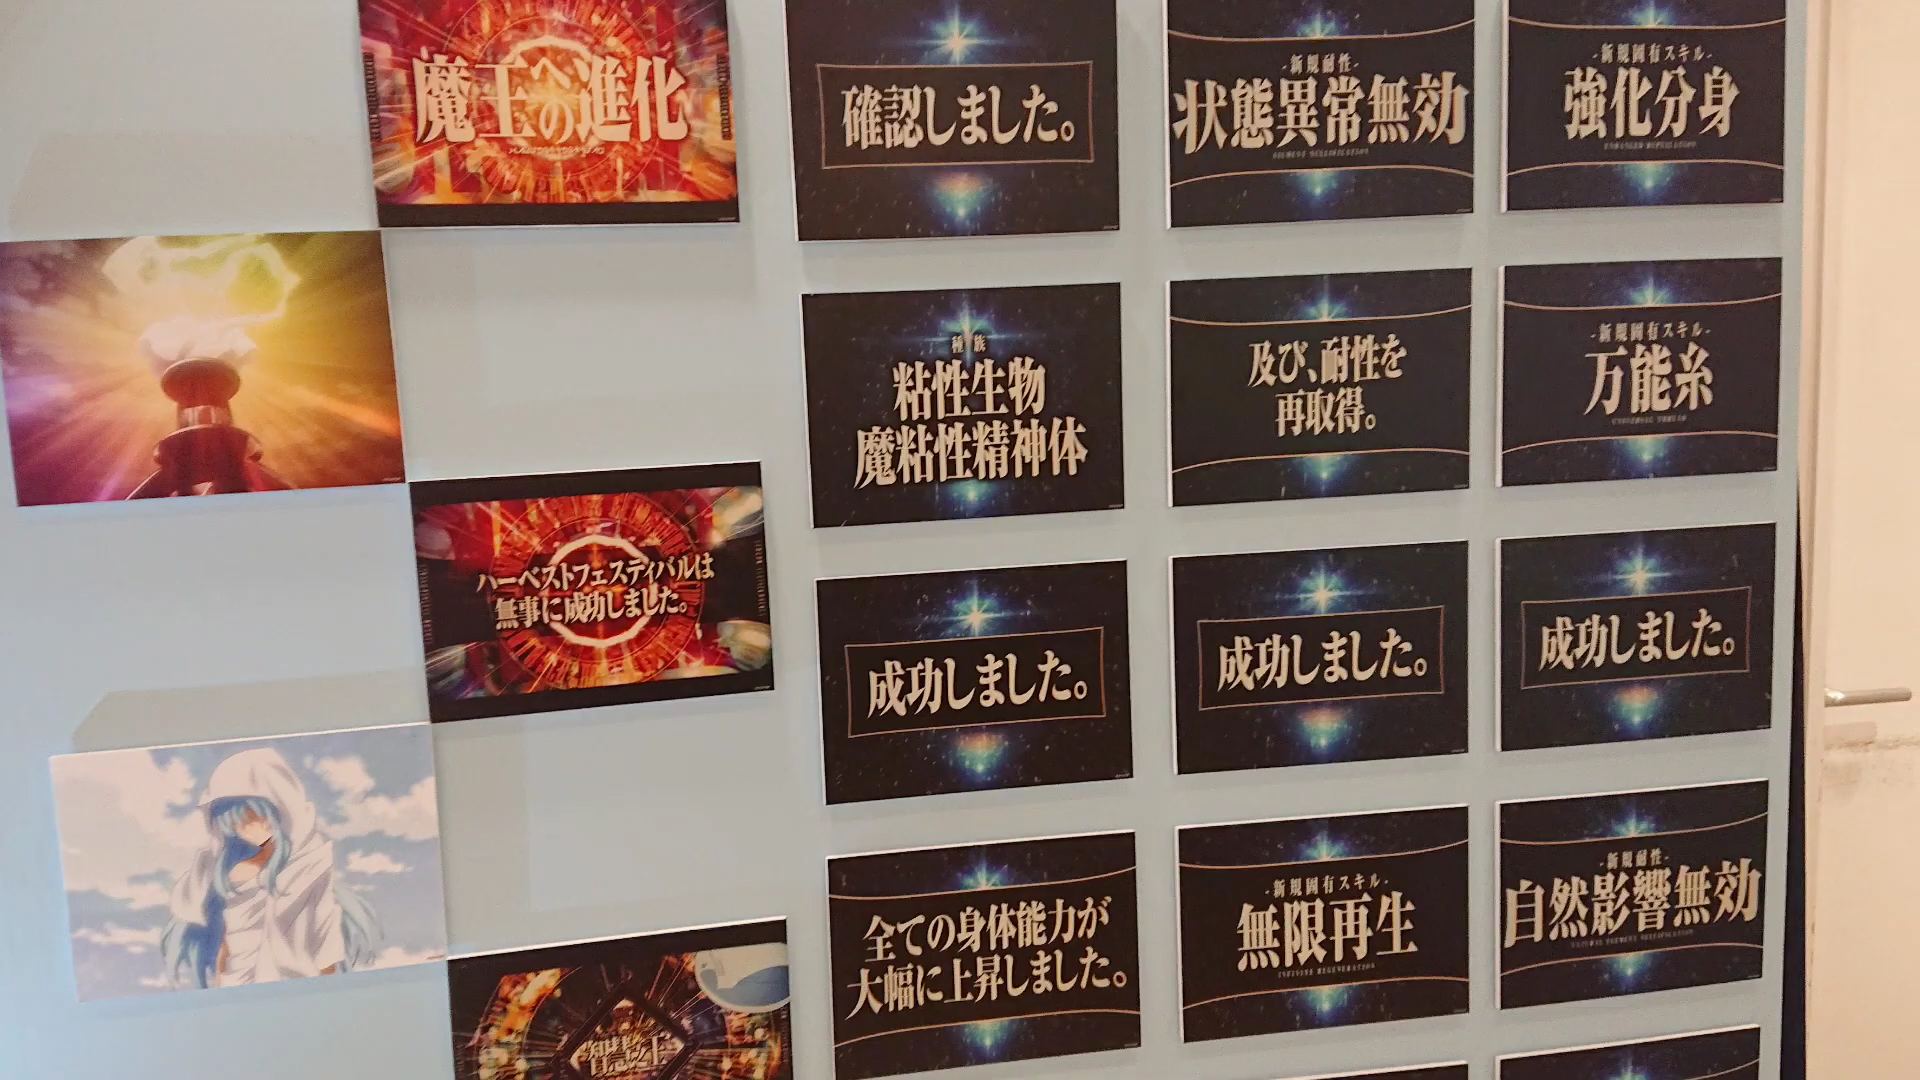 魔王への進化
ハーベストフェスティバルは
無事に成功しました。
智慧之王
確認しました。
種族
粘性生物
魔粘性精神体
成功しました。
全ての身体能力が
大幅に上昇しました。
-新規耐性-
状態異常無効
及び、耐性を
再取得。
成功しました。
-新規固有スキル-
無限再生
-新規固有スキル-
強化分身
-新規固有スキル-
万能糸
成功しました。
-新規耐性-
自然影響無効